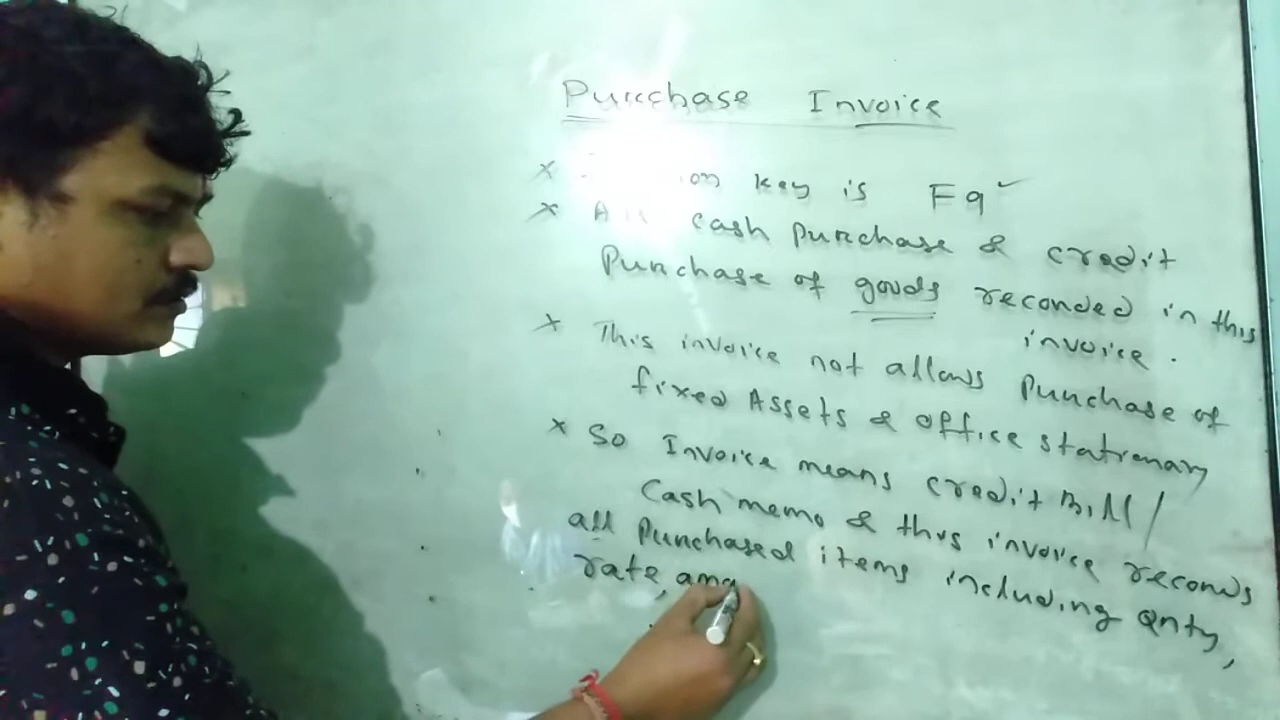 Purchase Invoice
* key is F9
* All cash purchase & credit
Purchase of goods recorded in this
invoice.
* This invoice not allows Purchase of
fixed Assets & office stationary
* So Invoice means credit Bill/
Cash memo & thus invoice records
all Purchased items including Qnty,
rate, amo